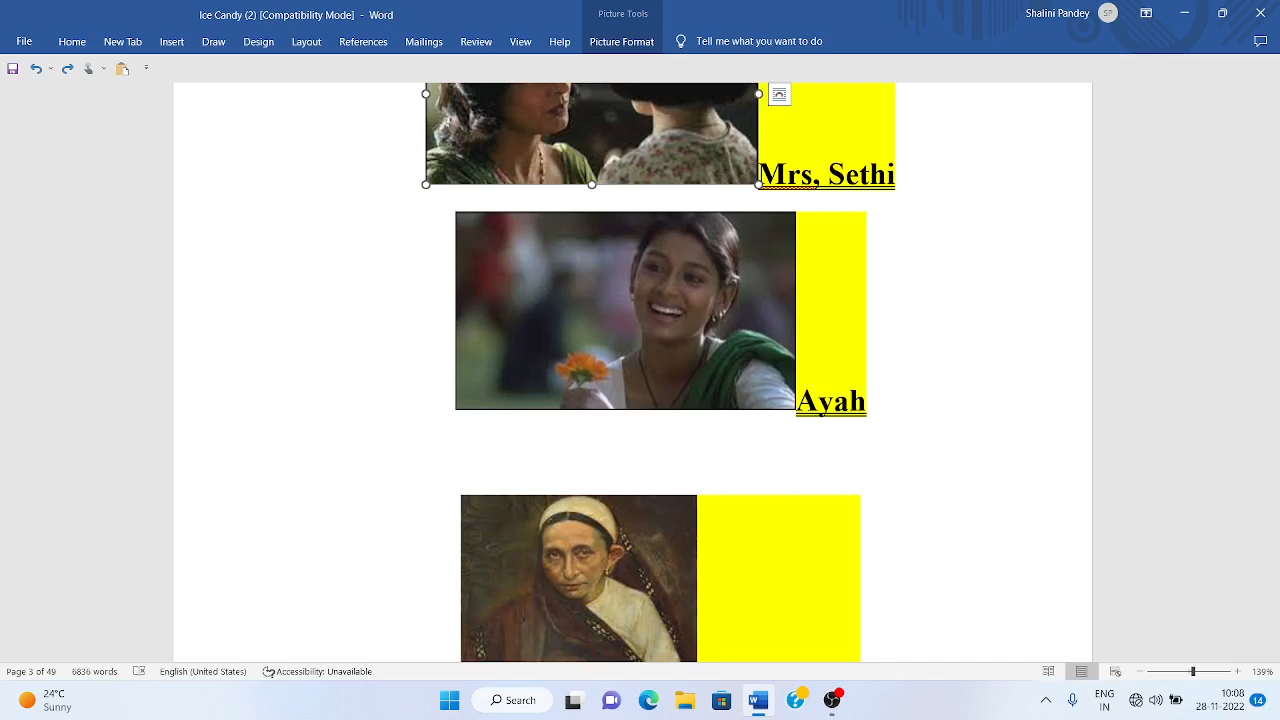 Ice Candy (2) [Compatibility Mode] - Word
Picture Tools
Shalini Pandey
SP
File
Home
New Tab
Insert
Draw
Design
Layout
References
Mailings
Review
View
Help
Picture Format
Tell me what you want to do
Mrs, Sethi
Ayah
Page 3 of 49
6836 words
English (United States)
Accessibility: Unavailable
139%
24°C
Sunny
Search
ENG
IN
10:08
28-11-2022
14